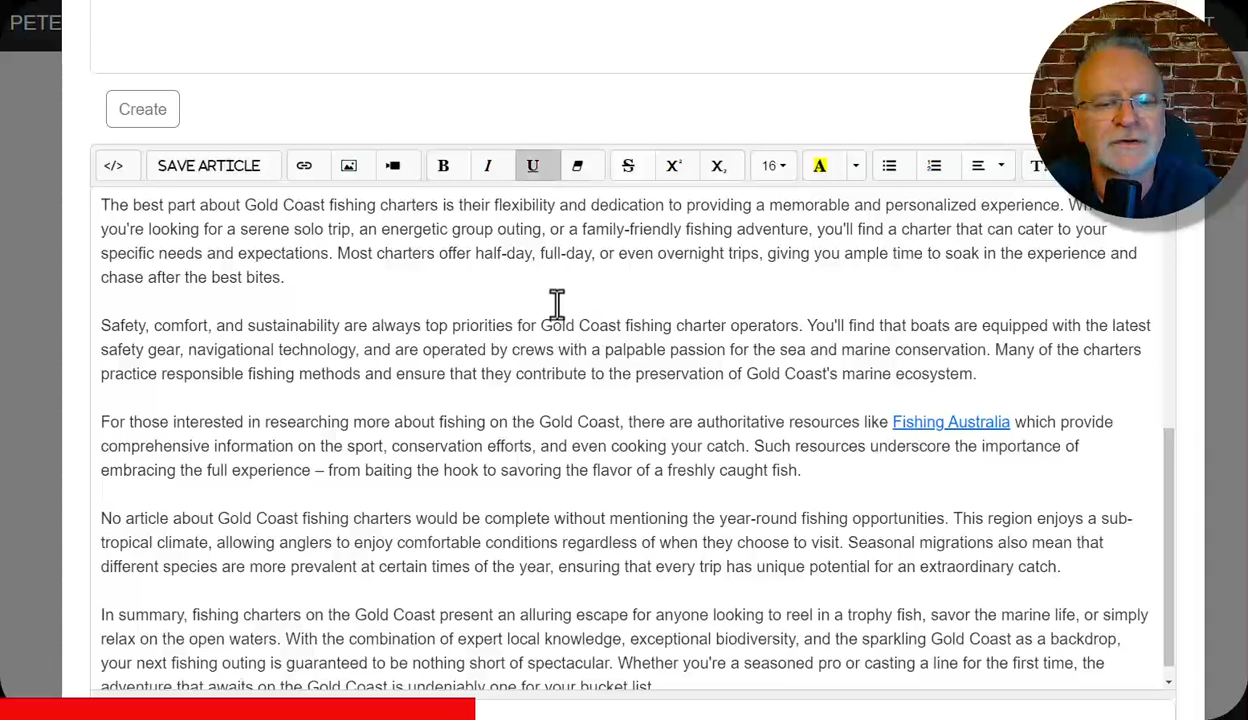 PETE
Create
</> SAVE ARTICLE B I U S X² X, 16 A T
The best part about Gold Coast fishing charters is their flexibility and dedication to providing a memorable and personalized experience.
you're looking for a serene solo trip, an energetic group outing, or a family-friendly fishing adventure, you'll find a charter that can cater to your
specific needs and expectations. Most charters offer half-day, full-day, or even overnight trips, giving you ample time to soak in the experience and
chase after the best bites.
Safety, comfort, and sustainability are always top priorities for Gold Coast fishing charter operators. You'll find that boats are equipped with the latest
safety gear, navigational technology, and are operated by crews with a palpable passion for the sea and marine conservation. Many of the charters
practice responsible fishing methods and ensure that they contribute to the preservation of Gold Coast's marine ecosystem.
For those interested in researching more about fishing on the Gold Coast, there are authoritative resources like Fishing Australia which provide
comprehensive information on the sport, conservation efforts, and even cooking your catch. Such resources underscore the importance of
embracing the full experience – from baiting the hook to savoring the flavor of a freshly caught fish.
No article about Gold Coast fishing charters would be complete without mentioning the year-round fishing opportunities. This region enjoys a sub-
tropical climate, allowing anglers to enjoy comfortable conditions regardless of when they choose to visit. Seasonal migrations also mean that
different species are more prevalent at certain times of the year, ensuring that every trip has unique potential for an extraordinary catch.
In summary, fishing charters on the Gold Coast present an alluring escape for anyone looking to reel in a trophy fish, savor the marine life, or simply
relax on the open waters. With the combination of expert local knowledge, exceptional biodiversity, and the sparkling Gold Coast as a backdrop,
your next fishing outing is guaranteed to be nothing short of spectacular. Whether you're a seasoned pro or casting a line for the first time, the
adventure that awaits on the Gold Coast is undeniably one for your bucket list.